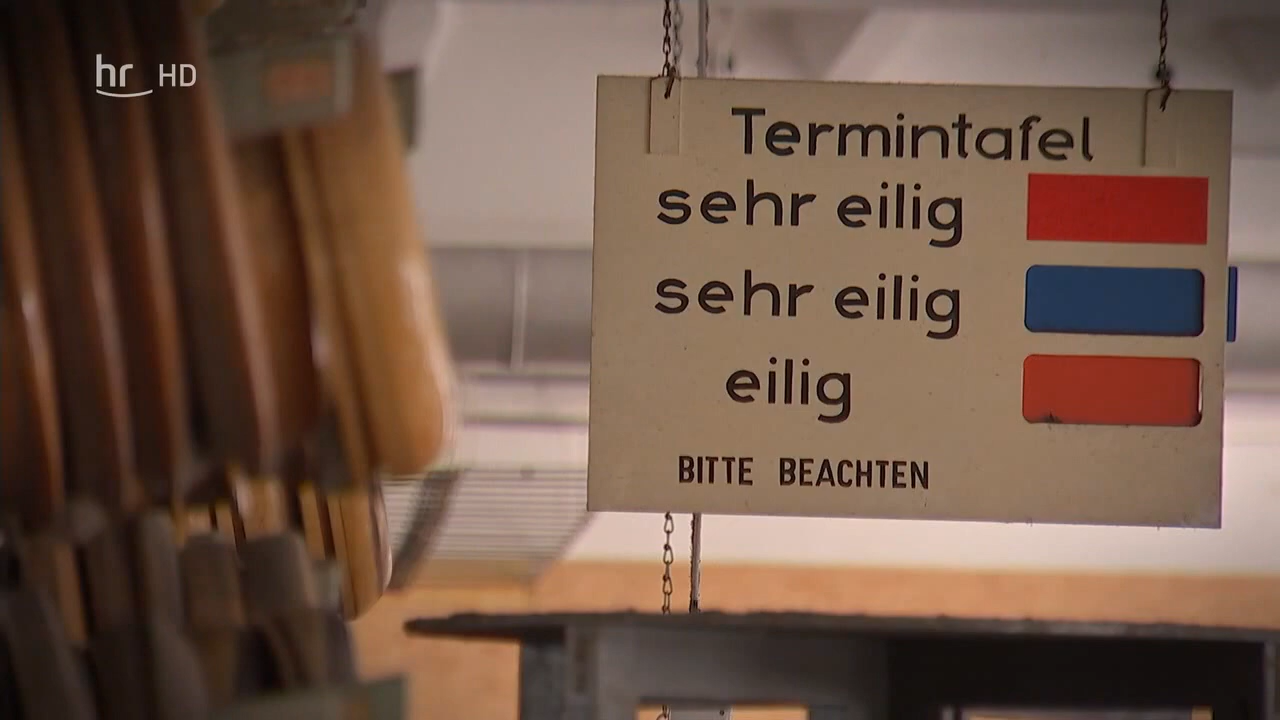 hr HD
Termintafel
sehr eilig
sehr eilig
eilig
BITTE BEACHTEN